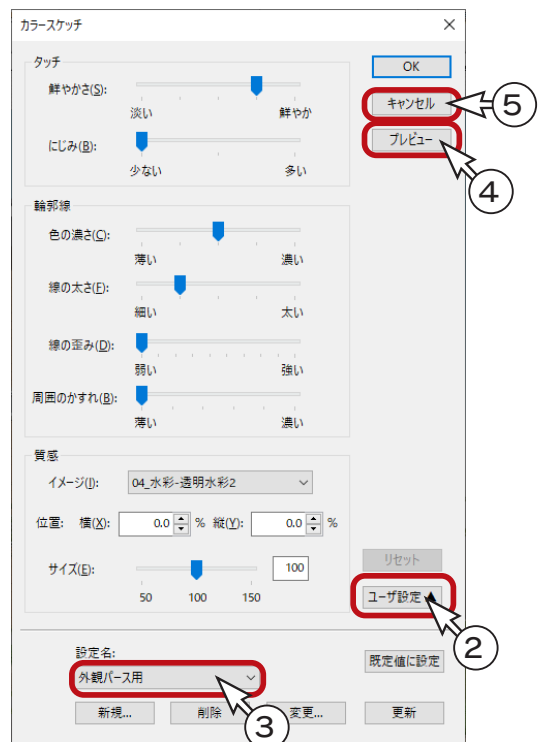 カラースケッチ ×
タッチ
鮮やかさ(S):
淡い 鮮やか
にじみ(B):
少ない 多い
OK
キャンセル
⑤
プレビュー
④
輪郭線
色の濃さ(C):
薄い 濃い
線の太さ(F):
細い 太い
線の歪み(D):
弱い 強い
周囲のかすれ(B):
薄い 濃い
質感
イメージ(I): 04_水彩-透明水彩2
位置: 横(X): 0.0 % 縦(Y): 0.0 %
サイズ(E): 100
50 100 150
リセット
ユーザ設定 ▲
②
設定名:
外観パース用
③
既定値に設定
新規... 削除 変更... 更新